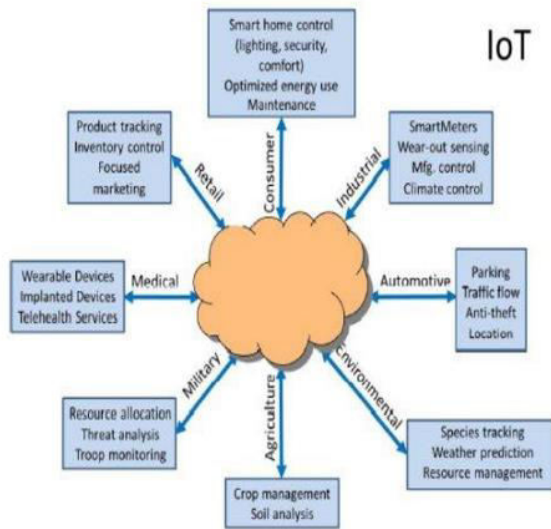 IoT
Smart home control
(lighting, security,
comfort)
Optimized energy use
Maintenance
Consumer
Product tracking
Inventory control
Focused
marketing
Retail
SmartMeters
Wear-out sensing
Mfg. control
Climate control
Industrial
Wearable Devices
Implanted Devices
Telehealth Services
Medical
Automotive
Parking
Traffic flow
Anti-theft
Location
Military
Resource allocation
Threat analysis
Troop monitoring
Agriculture
Crop management
Soil analysis
Environmental
Species tracking
Weather prediction
Resource management